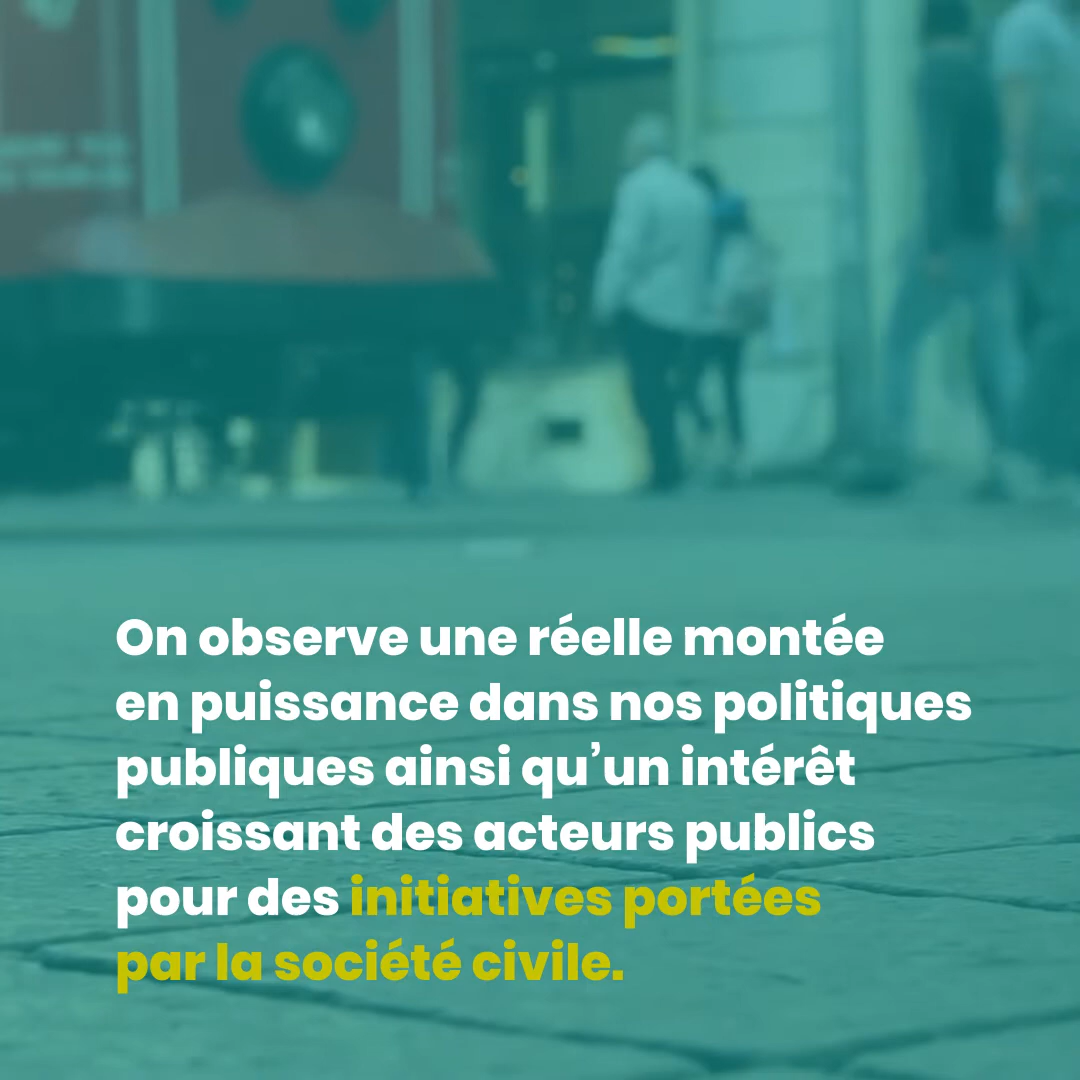 On observe une réelle montée
en puissance dans nos politiques
publiques ainsi qu’un intérêt
croissant des acteurs publics
pour des initiatives portées
par la société civile.